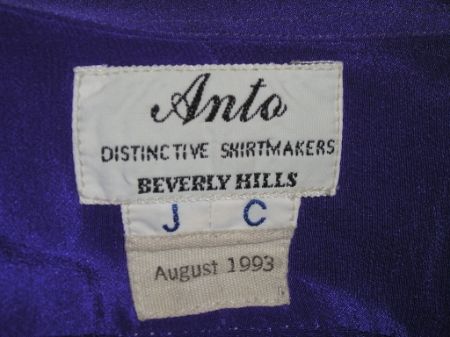 Anto
DISTINCTIVE SHIRTMAKERS
BEVERLY HILLS
J C
August 1993